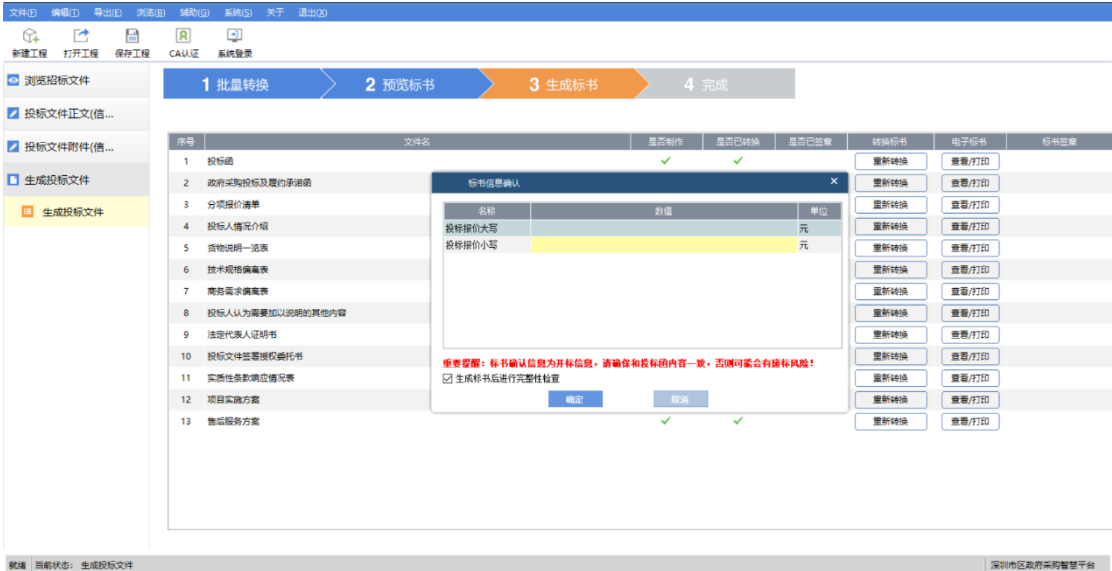 文件(F) 编辑(T) 导出(E) 浏览(B) 辅助(G) 系统(S) 关于 退出(X)
新建工程 打开工程 保存工程 CA认证 系统登录
浏览招标文件
投标文件正文(信...
投标文件附件(信...
生成投标文件
生成投标文件
1 批量转换 2 预览标书 3 生成标书 4 完成
序号 文件名 是否制作 是否已转换 是否已签章 转换标书 电子标书 标书签章
1 投标函 重新转换 查看/打印
2 政府采购投标及履约承诺函 重新转换 查看/打印
3 分项报价清单 重新转换 查看/打印
4 投标人情况介绍 重新转换 查看/打印
5 货物说明一览表 重新转换 查看/打印
6 技术规格偏离表 重新转换 查看/打印
7 商务需求偏离表 重新转换 查看/打印
8 投标人认为需要加以说明的其他内容 重新转换 查看/打印
9 法定代表人证明书 重新转换 查看/打印
10 投标文件签署授权委托书 重新转换 查看/打印
11 实质性条款响应情况表 重新转换 查看/打印
12 项目实施方案 重新转换 查看/打印
13 售后服务方案 重新转换 查看/打印
标书信息确认
名称 数值 单位
投标报价大写 元
投标报价小写 元
重要提醒：标书确认信息为开标信息，请确保和投标函内容一致，否则可能会有废标风险！
生成标书后进行完整性检查
确定 取消
就绪 当前状态：生成投标文件 深圳市区政府采购智慧平台